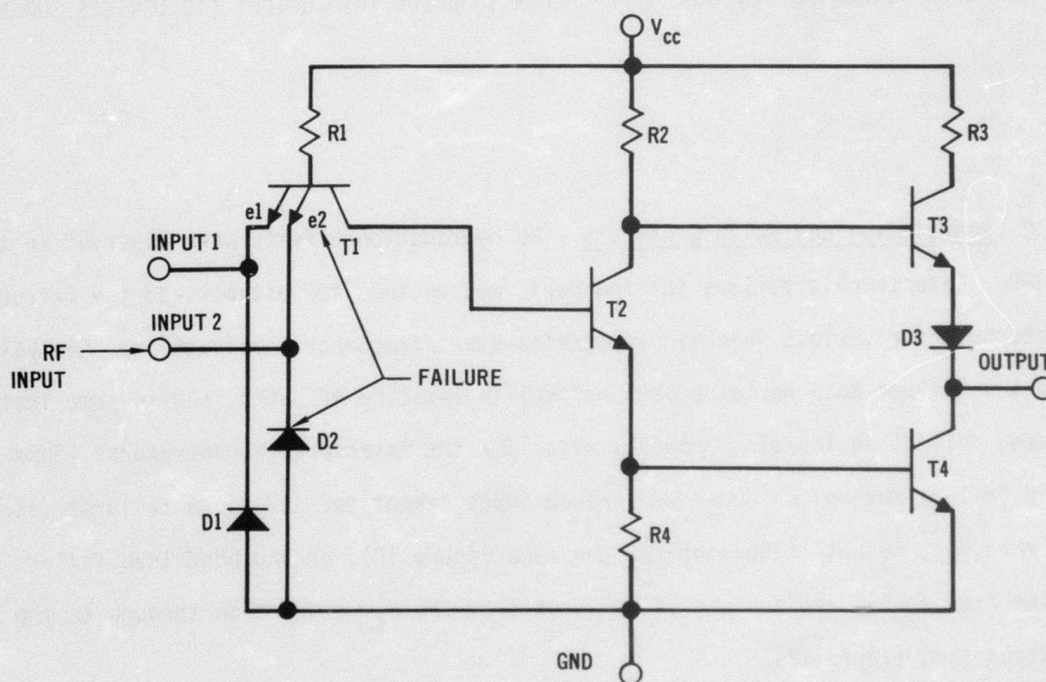 Vcc
R1
R2
R3
e1
e2
T1
T3
INPUT 1
T2
INPUT 2
RF
INPUT
D3
OUTPUT
FAILURE
D2
T4
D1
R4
GND